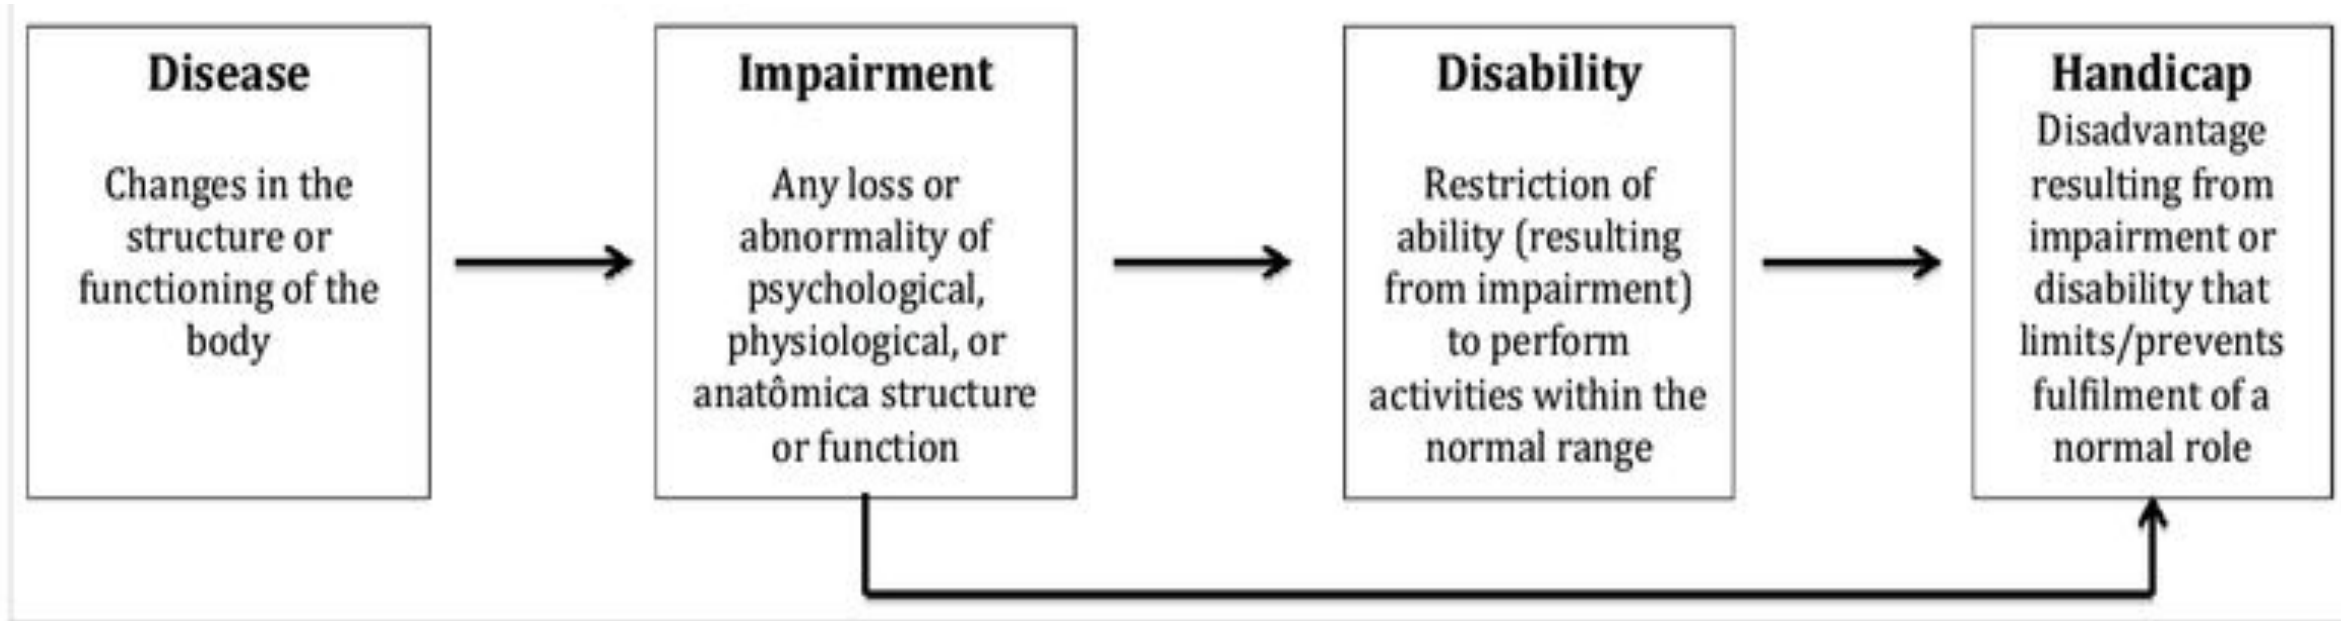 Disease
Changes in the
structure or
functioning of the
body
Impairment
Any loss or
abnormality of
psychological,
physiological, or
anatômica structure
or function
Disability
Restriction of
ability (resulting
from impairment)
to perform
activities within the
normal range
Handicap
Disadvantage
resulting from
impairment or
disability that
limits/prevents
fulfilment of a
normal role